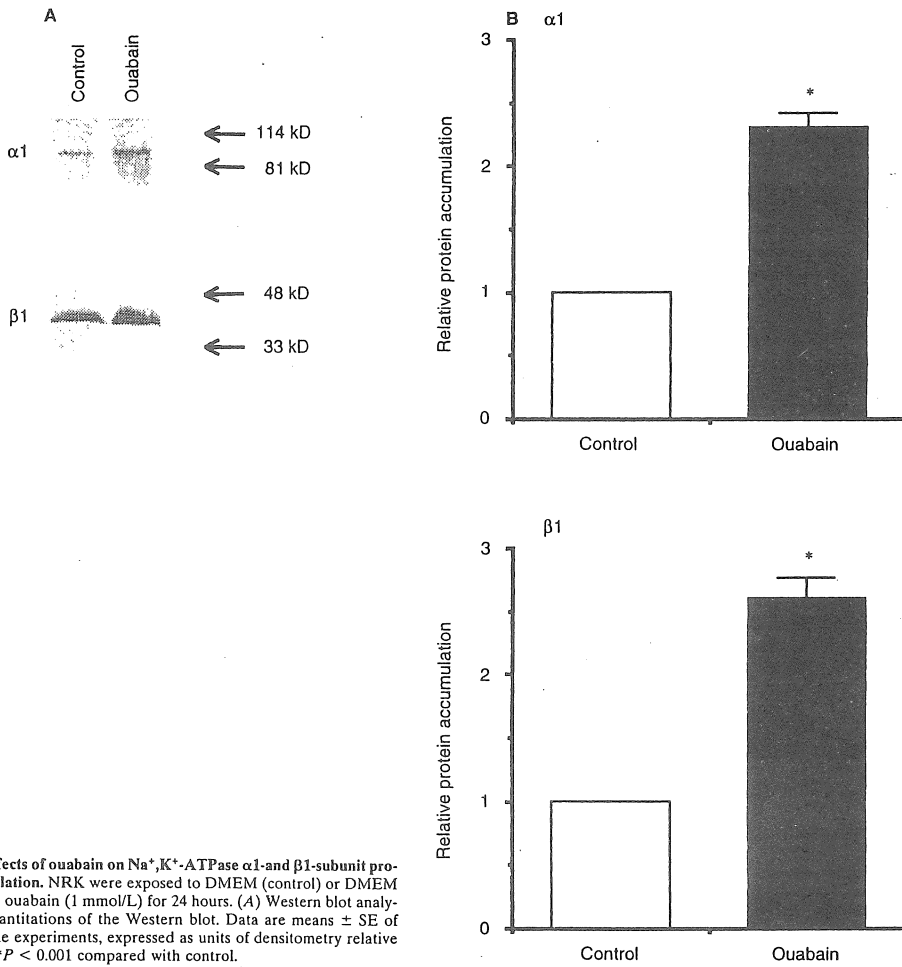 A
Control
Ouabain
α1
114 kD
81 kD
β1
48 kD
33 kD
B α1
3
2
1
0
Relative protein accumulation
*
Control
Ouabain
β1
3
2
1
0
Relative protein accumulation
*
Control
Ouabain
fects of ouabain on Na⁺,K⁺-ATPase α1-and β1-subunit pro-
lation. NRK were exposed to DMEM (control) or DMEM
ouabain (1 mmol/L) for 24 hours. (A) Western blot analy-
antitations of the Western blot. Data are means ± SE of
e experiments, expressed as units of densitometry relative
*P < 0.001 compared with control.